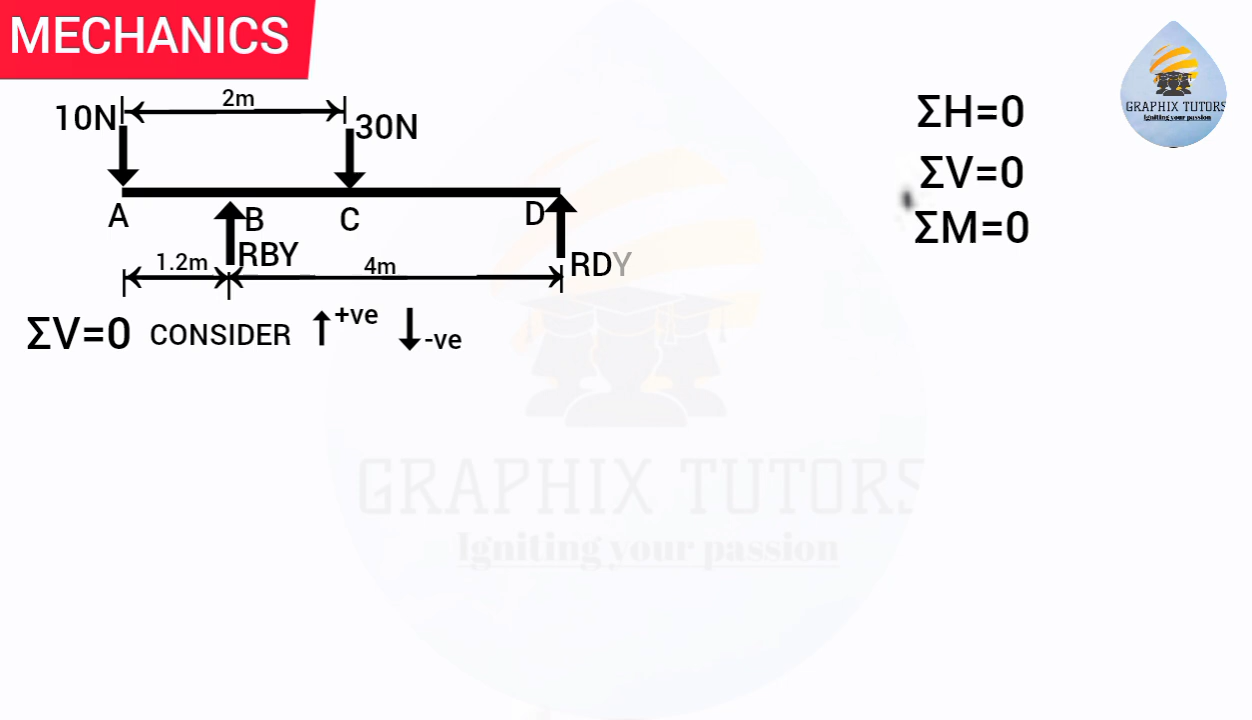 MECHANICS
2m
10N
30N
A
B
C
D
RBY
RDY
1.2m
4m
ΣV=0 CONSIDER +ve -ve
ΣH=0
ΣV=0
ΣM=0
GRAPHIX TUTORS
Igniting your passion
GRAPHIX TUTORS
Igniting your passion